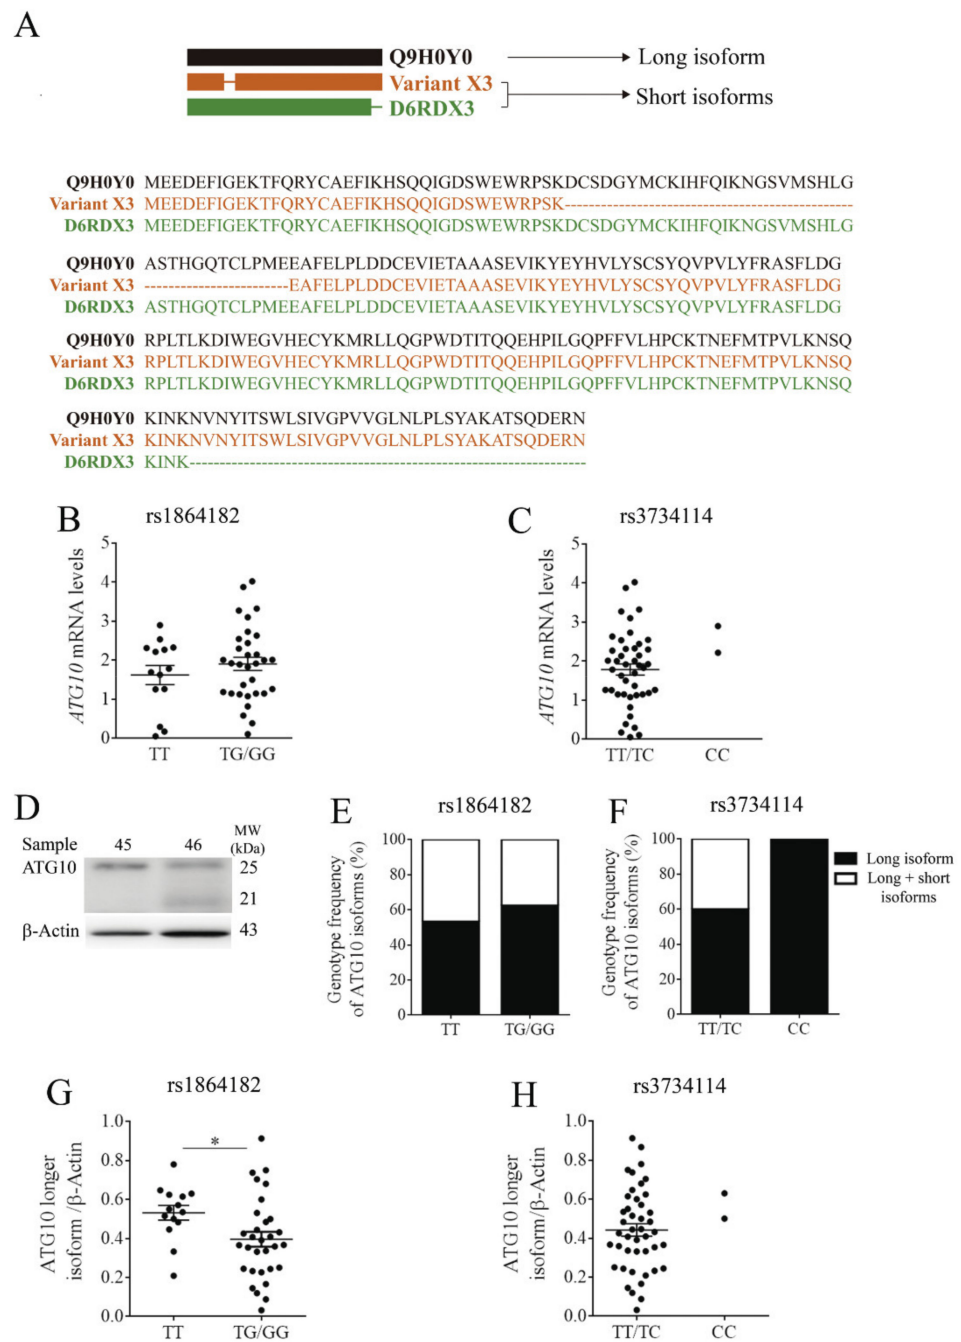 A
Q9H0Y0
Long isoform
Variant X3
Short isoforms
D6RDX3
Q9H0Y0 MEEDEFIGEKTFQRYCAEFIKHSQQIGDSWEWRPSKDCSDGYMCKIHFQIKNGSVMSHLG
Variant X3 MEEDEFIGEKTFQRYCAEFIKHSQQIGDSWEWRPSK------------------------
D6RDX3 MEEDEFIGEKTFQRYCAEFIKHSQQIGDSWEWRPSKDCSDGYMCKIHFQIKNGSVMSHLG
Q9H0Y0 ASTHGQTCLPMEEAFELPLDDCEVIETAAASEVIKYEYHVLYSCSYQVPVLYFRASFLDG
Variant X3 ------------EAFELPLDDCEVIETAAASEVIKYEYHVLYSCSYQVPVLYFRASFLDG
D6RDX3 ASTHGQTCLPMEEAFELPLDDCEVIETAAASEVIKYEYHVLYSCSYQVPVLYFRASFLDG
Q9H0Y0 RPLTLKDIWEGVHECYKMRLLQGPWDTITQQEHPILGQPFFVLHPCKTNEFMTPVLKNSQ
Variant X3 RPLTLKDIWEGVHECYKMRLLQGPWDTITQQEHPILGQPFFVLHPCKTNEFMTPVLKNSQ
D6RDX3 RPLTLKDIWEGVHECYKMRLLQGPWDTITQQEHPILGQPFFVLHPCKTNEFMTPVLKNSQ
Q9H0Y0 KINKNVNYITSWLSIVGPVVGLNLPLSYAKATSQDERN
Variant X3 KINKNVNYITSWLSIVGPVVGLNLPLSYAKATSQDERN
D6RDX3 KINK----------------------------------
B
rs1864182
ATG10 mRNA levels
5
4
3
2
1
0
TT
TG/GG
C
rs3734114
ATG10 mRNA levels
5
4
3
2
1
0
TT/TC
CC
D
Sample 45 46 MW
(kDa)
ATG10 25
21
β-Actin 43
E
rs1864182
Genotype frequency
of ATG10 isoforms (%)
100
80
60
40
20
0
TT
TG/GG
F
rs3734114
Genotype frequency
of ATG10 isoforms (%)
100
80
60
40
20
0
TT/TC
CC
Long isoform
Long + short
isoforms
G
rs1864182
ATG10 longer
isoform /β-Actin
1.0
0.8
0.6
0.4
0.2
0.0
*
TT
TG/GG
H
rs3734114
ATG10 longer
isoform/β-Actin
1.0
0.8
0.6
0.4
0.2
0.0
TT/TC
CC